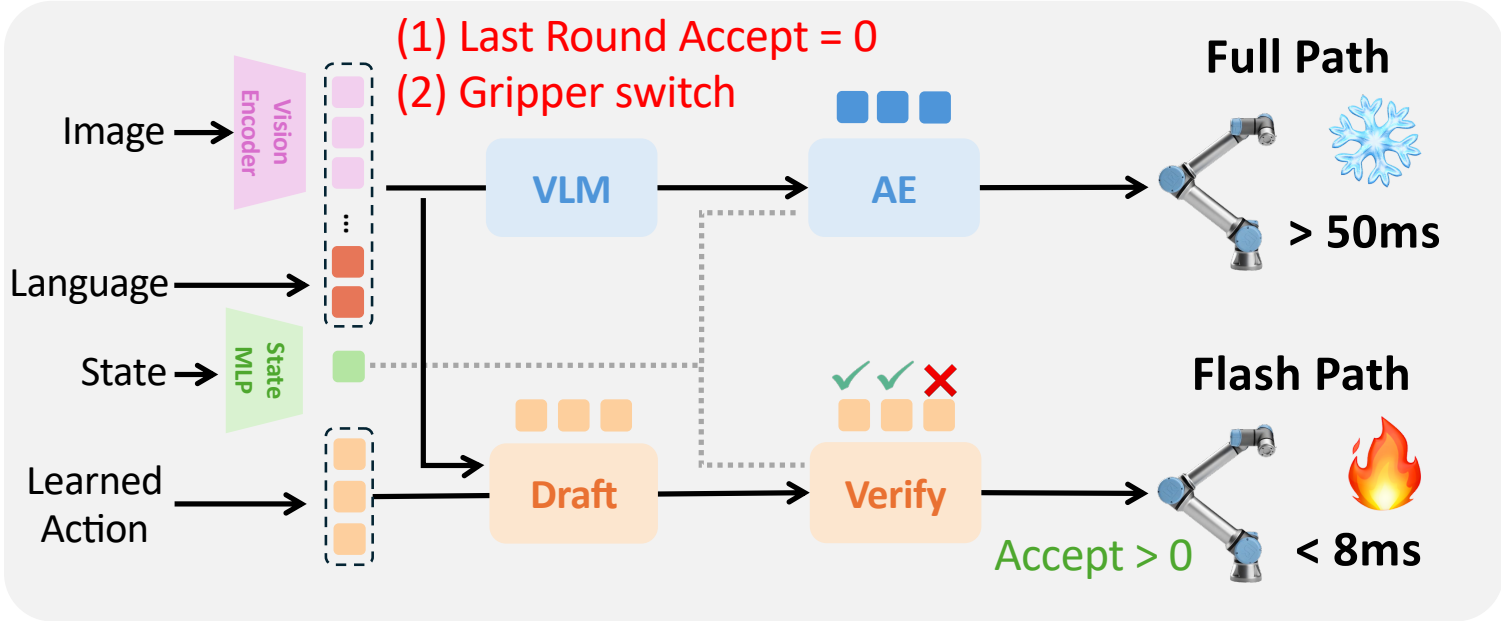 (1) Last Round Accept = 0
(2) Gripper switch
Full Path
Image
Vision
Encoder
VLM
AE
> 50ms
...
Language
State
State
MLP
Flash Path
Learned
Action
Draft
Verify
Accept > 0
< 8ms